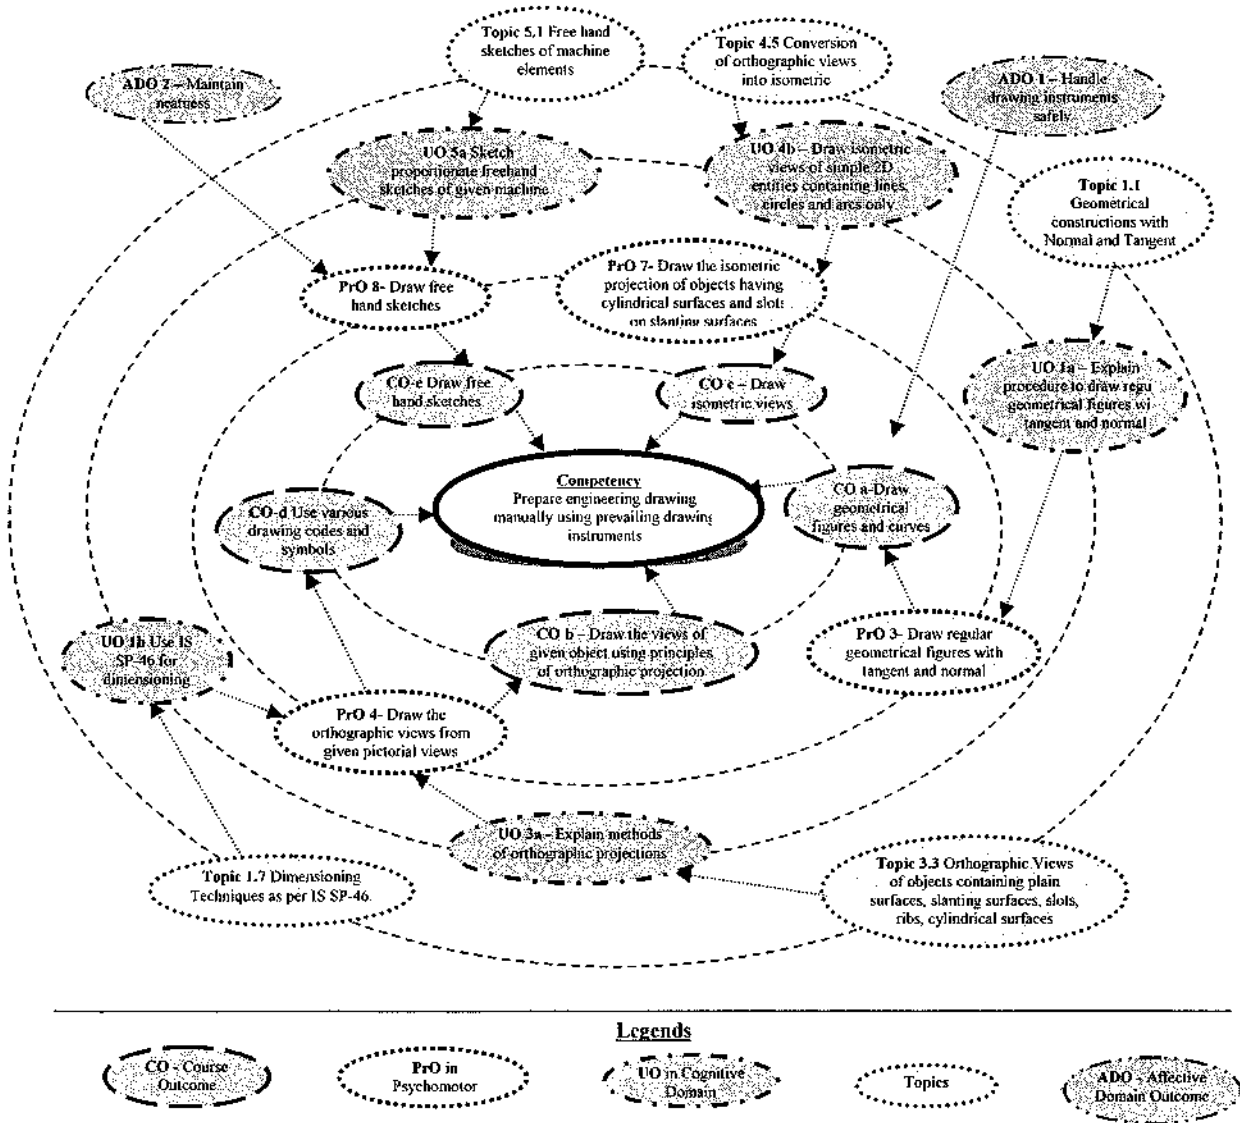 Topic 5.1 Free hand
sketches of machine
elements
Topic 4.5 Conversion
of orthographic views
into isometric
ADO 2 – Maintain
neatness
ADO 1 – Handle
drawing instruments
safely
UO 5a Sketch
proportionate freehand
sketches of given machine
UO 4b – Draw isometric
views of simple 2D
entities containing lines,
circles and arcs only
Topic 1.1
Geometrical
constructions with
Normal and Tangent
PrO 8- Draw free
hand sketches
PrO 7- Draw the isometric
projection of objects having
cylindrical surfaces and slots
on slanting surfaces
CO-e Draw free
hand sketches
CO c – Draw
isometric views
UO 1a – Explain
procedure to draw regu
geometrical figures wi
tangent and normal
Competency
Prepare engineering drawing
manually using prevailing drawing
instruments
CO-d Use various
drawing codes and
symbols
CO a-Draw
geometrical
figures and curves
UO 1b Use IS
SP-46 for
dimensioning
CO b – Draw the views of
given object using principles
of orthographic projection
PrO 3- Draw regular
geometrical figures with
tangent and normal
PrO 4- Draw the
orthographic views from
given pictorial views
UO 3a – Explain methods
of orthographic projections
Topic 1.7 Dimensioning
Techniques as per IS SP-46.
Topic 3.3 Orthographic Views
of objects containing plain
surfaces, slanting surfaces, slots,
ribs, cylindrical surfaces
Legends
CO - Course
Outcome
PrO in
Psychomotor
UO in Cognitive
Domain
Topics
ADO - Affective
Domain Outcome